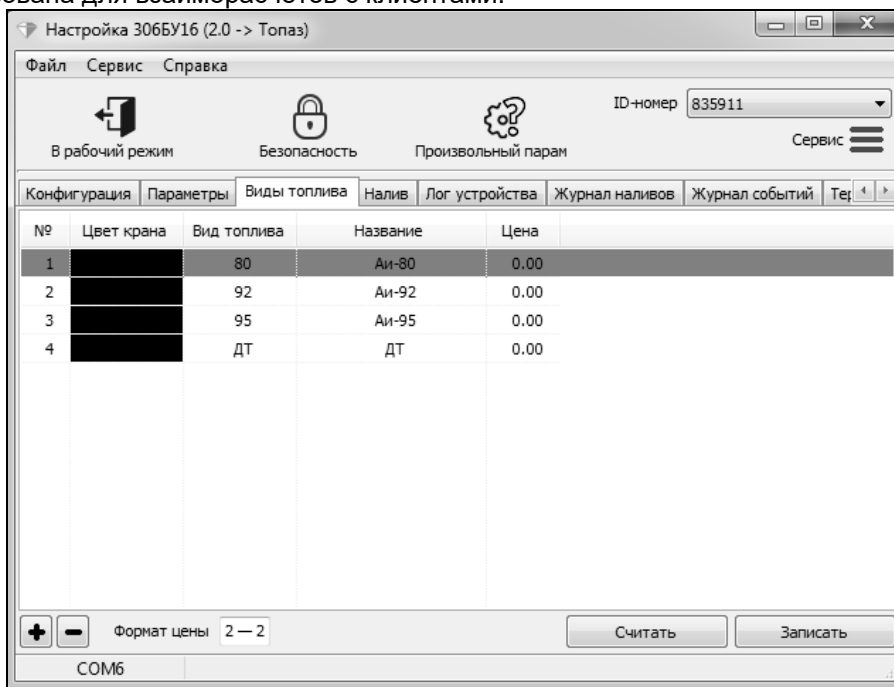 для взаиморасчетов с клиентами.
Настройка 306БУ16 (2.0 -> Топаз)
Файл Сервис Справка
ID-номер 835911
Сервис
В рабочий режим Безопасность Произвольный парам
Конфигурация Параметры Виды топлива Налив Лог устройства Журнал наливов Журнал событий
№ Цвет крана Вид топлива Название Цена
1 80 Аи-80 0.00
2 92 Аи-92 0.00
3 95 Аи-95 0.00
4 ДТ ДТ 0.00
Формат цены 2 — 2 Считать Записать
COM6